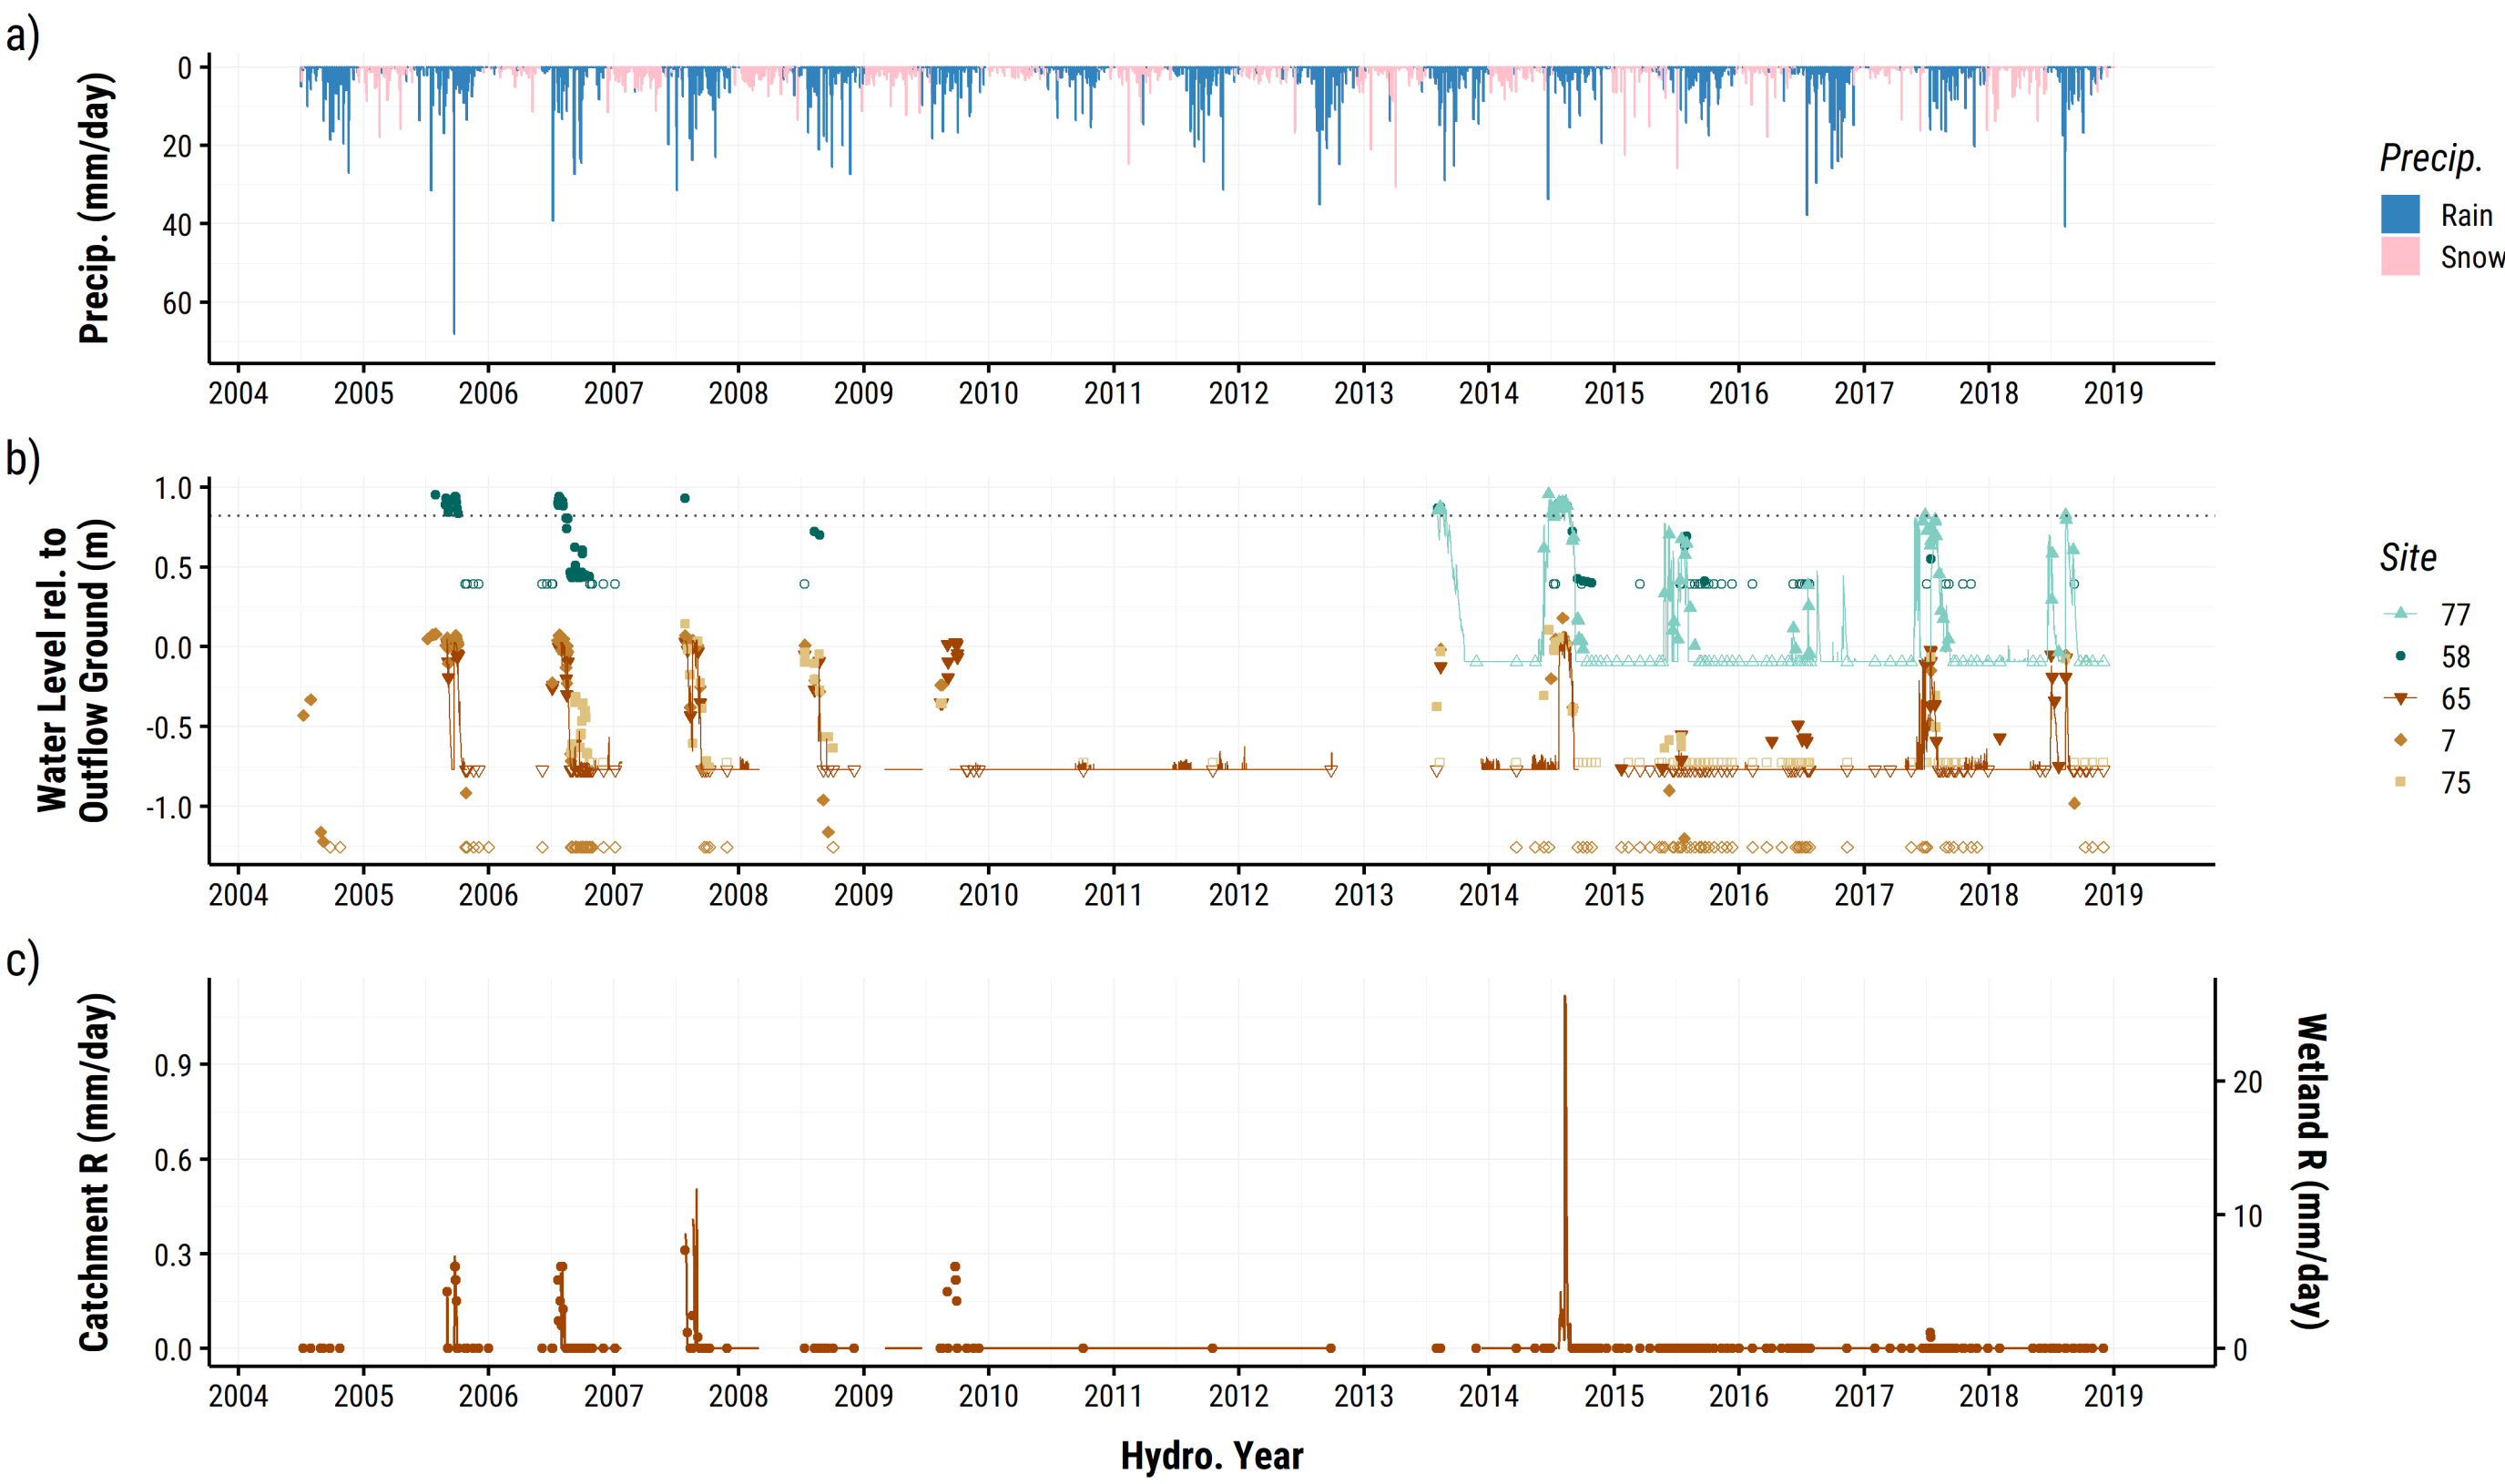 a)
Precip. (mm/day)
0
20
40
60
2004 2005 2006 2007 2008 2009 2010 2011 2012 2013 2014 2015 2016 2017 2018 2019
Precip.
Rain
Snow
b)
Water Level rel. to
Outflow Ground (m)
1.0
0.5
0.0
-0.5
-1.0
2004 2005 2006 2007 2008 2009 2010 2011 2012 2013 2014 2015 2016 2017 2018 2019
Site
77
58
65
7
75
c)
Catchment R (mm/day)
0.9
0.6
0.3
0.0
20
10
0
Wetland R (mm/day)
2004 2005 2006 2007 2008 2009 2010 2011 2012 2013 2014 2015 2016 2017 2018 2019
Hydro. Year